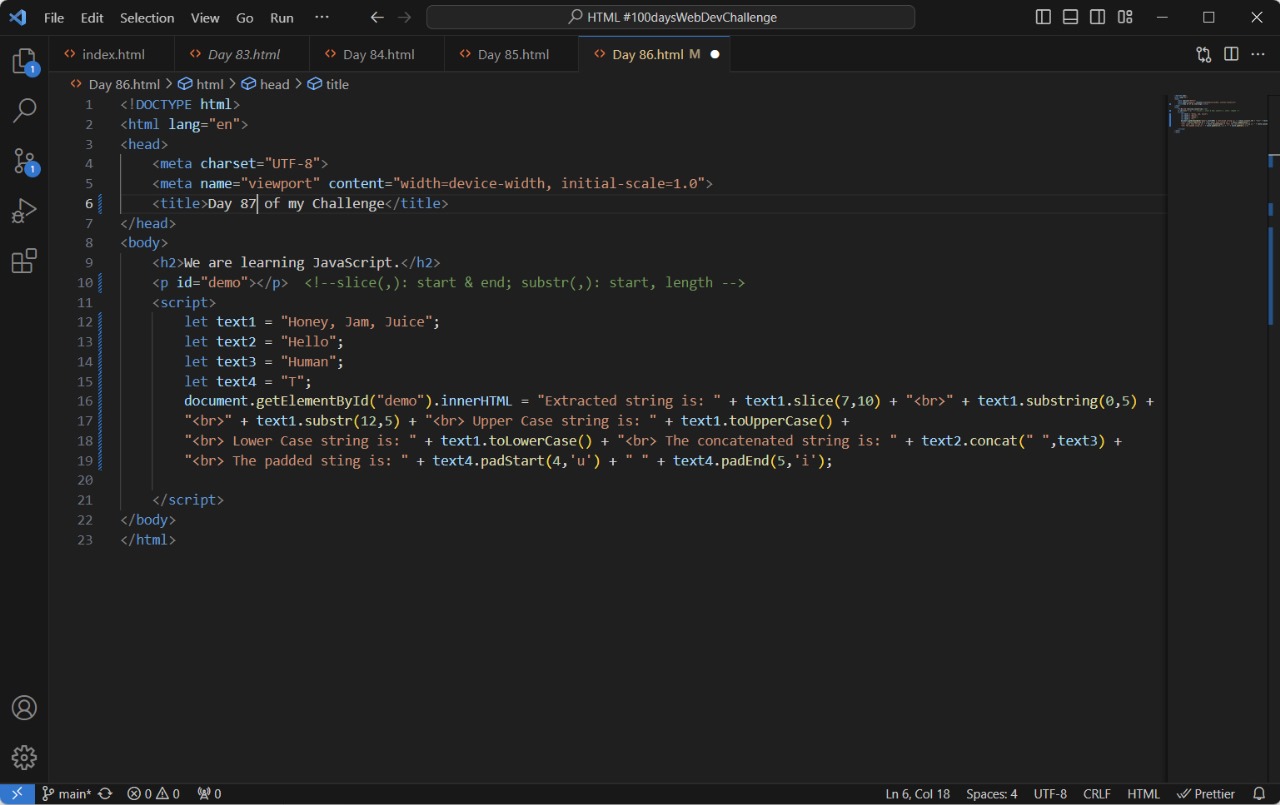 File Edit Selection View Go Run ··· HTML #100daysWebDevChallenge
index.html Day 83.html Day 84.html Day 85.html Day 86.html M
Day 86.html > html > head > title
1 <!DOCTYPE html>
2 <html lang="en">
3 <head>
4 <meta charset="UTF-8">
5 <meta name="viewport" content="width=device-width, initial-scale=1.0">
6 <title>Day 87 of my Challenge</title>
7 </head>
8 <body>
9 <h2>We are learning JavaScript.</h2>
10 <p id="demo"></p> <!--slice(,): start & end; substr(,): start, length -->
11 <script>
12 let text1 = "Honey, Jam, Juice";
13 let text2 = "Hello";
14 let text3 = "Human";
15 let text4 = "T";
16 document.getElementById("demo").innerHTML = "Extracted string is: " + text1.slice(7,10) + "<br>" + text1.substring(0,5) +
17 "<br>" + text1.substr(12,5) + "<br> Upper Case string is: " + text1.toUpperCase() +
18 "<br> Lower Case string is: " + text1.toLowerCase() + "<br> The concatenated string is: " + text2.concat(" ",text3) +
19 "<br> The padded sting is: " + text4.padStart(4,'u') + " " + text4.padEnd(5,'i');
20
21 </script>
22 </body>
23 </html>
1
1
main* 0 0 0 Ln 6, Col 18 Spaces: 4 UTF-8 CRLF HTML Prettier